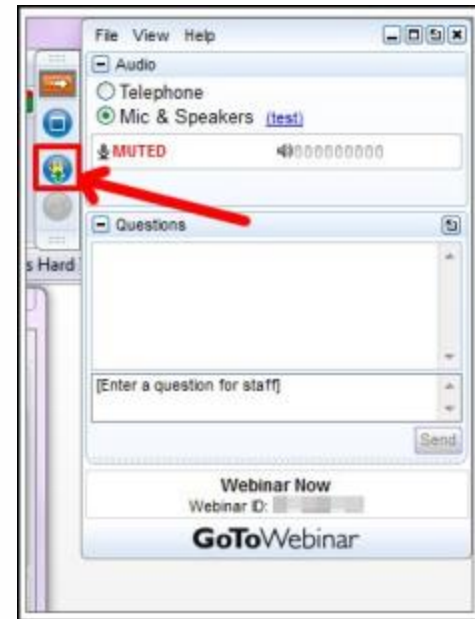 File View Help
Audio
Telephone
Mic & Speakers (test)
MUTED
Questions
s Hard
[Enter a question for staff]
Send
Webinar Now
Webinar ID:
GoToWebinar